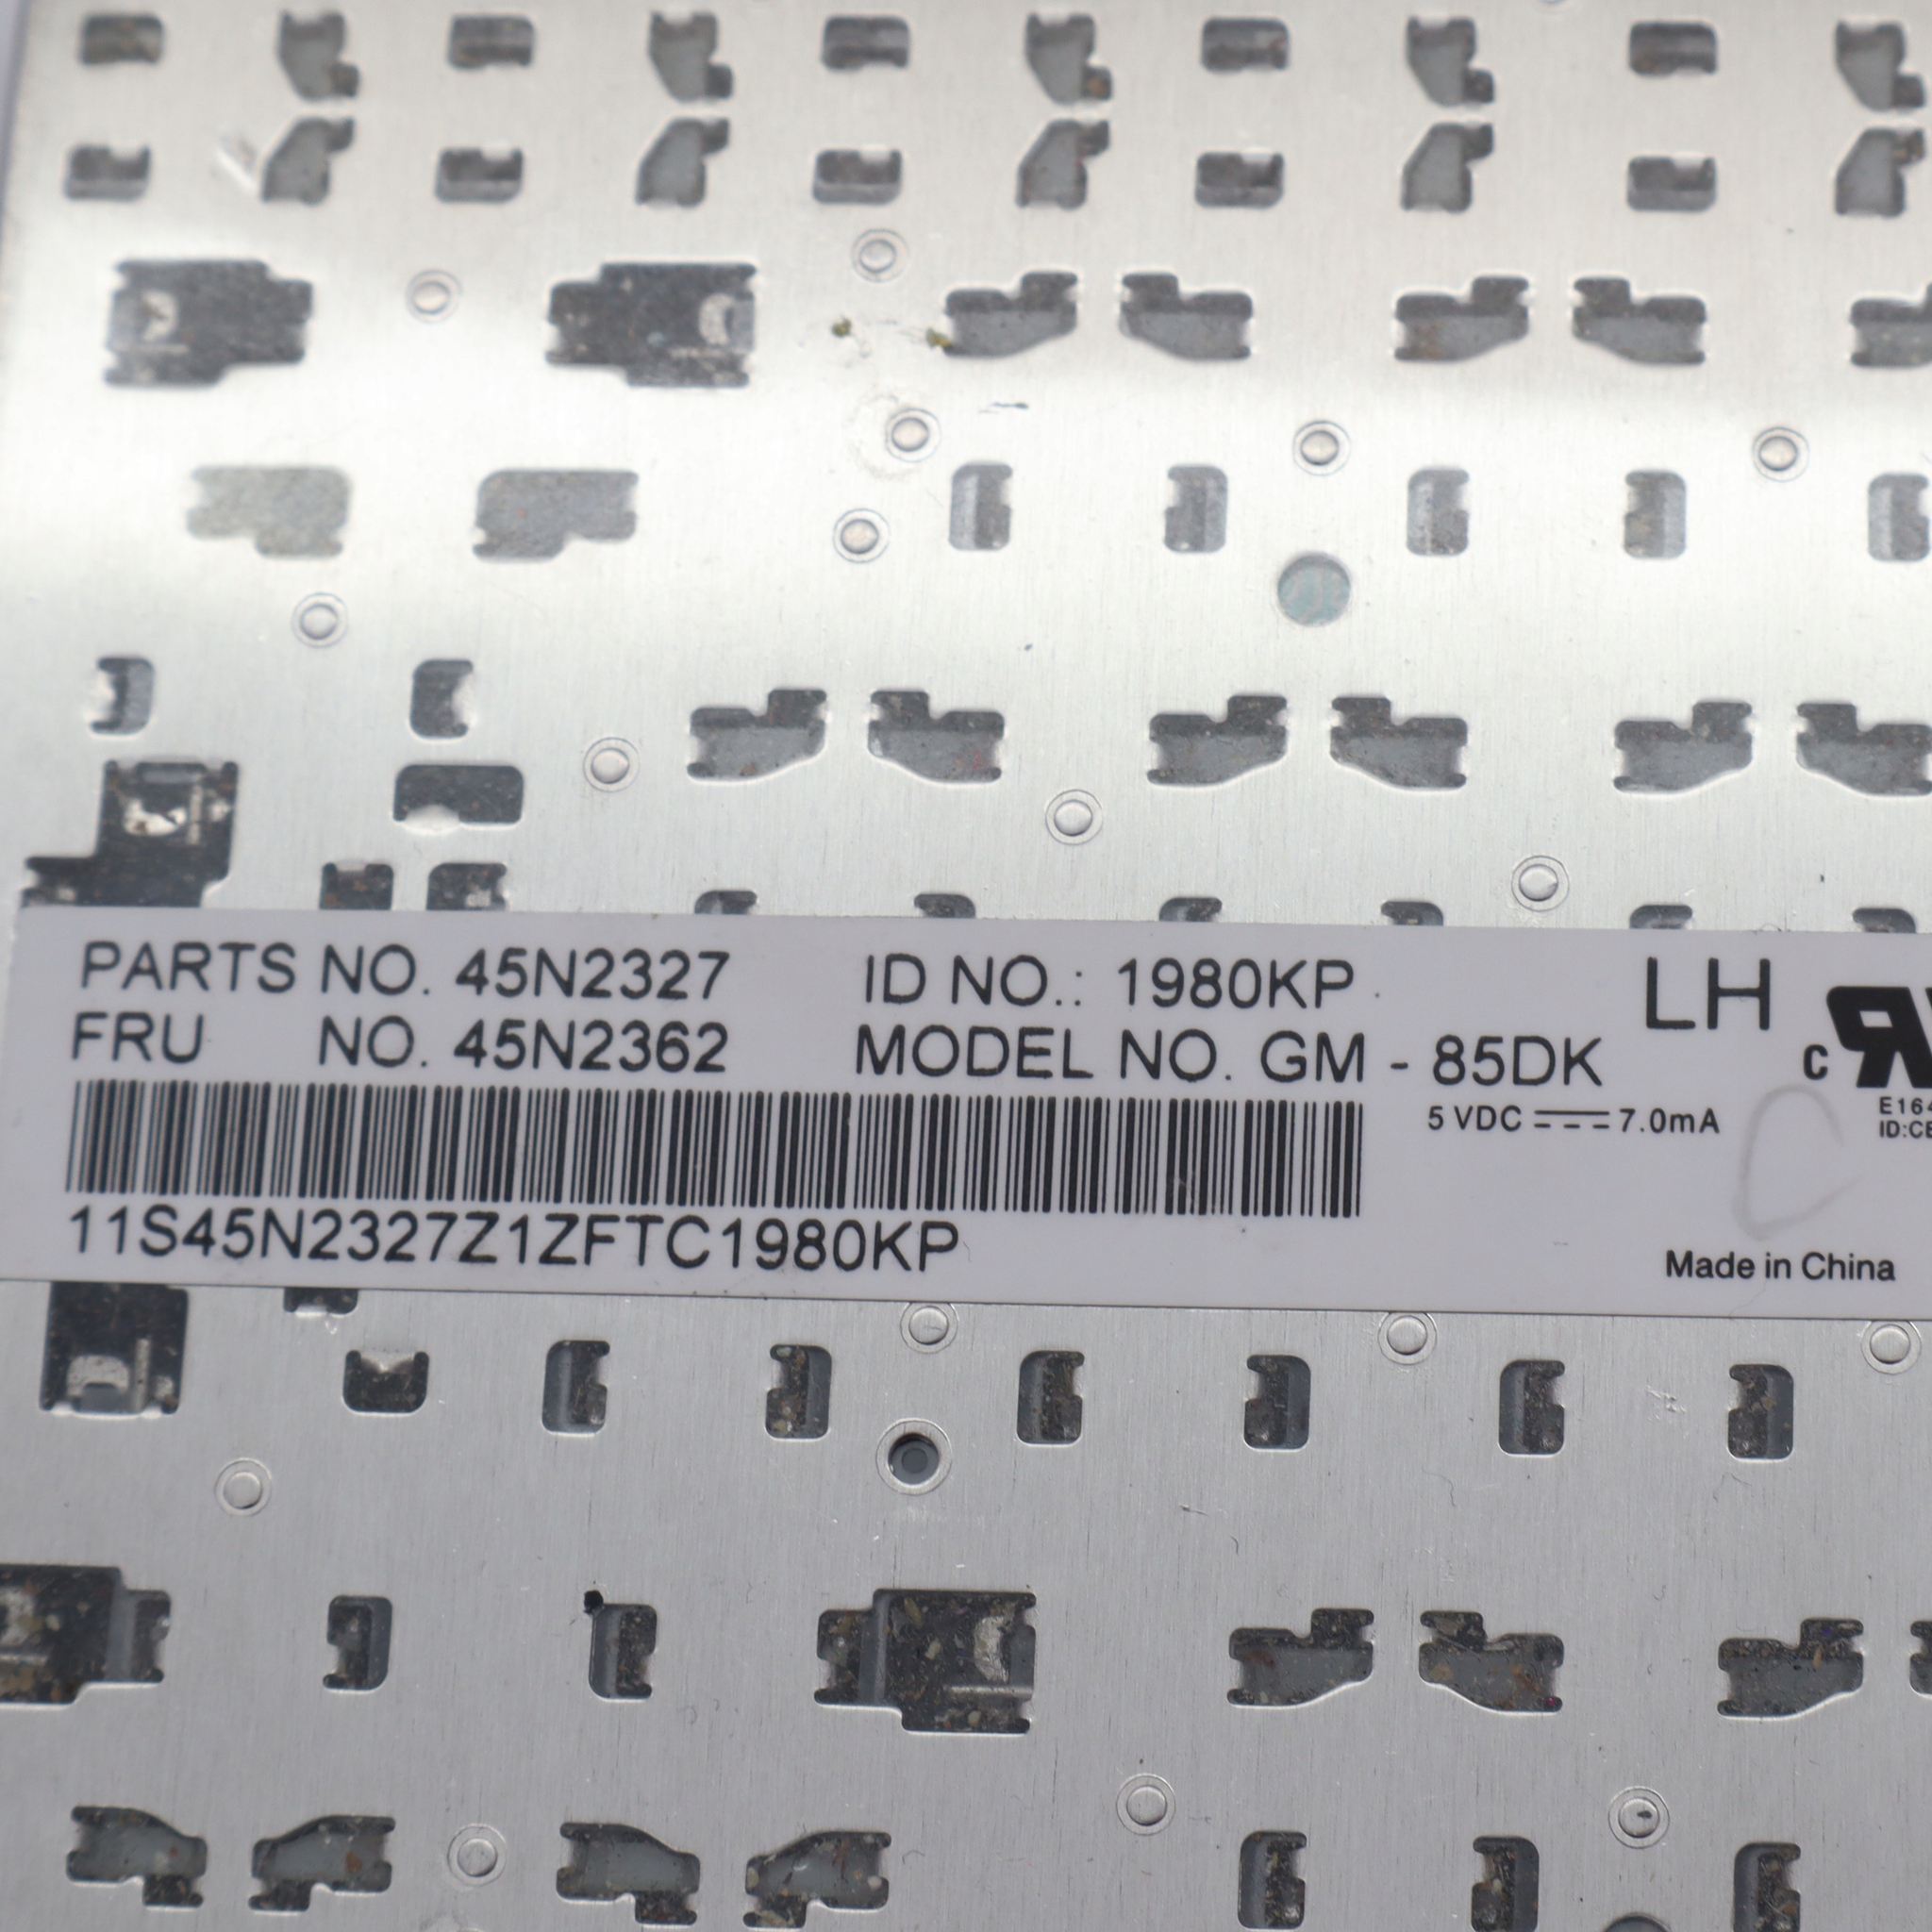 PARTS NO. 45N2327 ID NO.: 1980KP LH
FRU NO. 45N2362 MODEL NO. GM - 85DK c
5 VDC 7.0mA
11S45N2327Z1ZFTC1980KP
Made in China